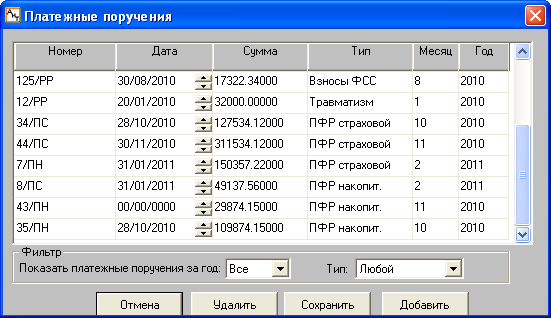 Платежные поручения
Номер Дата Сумма Тип Месяц Год
125/РР 30/08/2010 17322.34000 Взносы ФСС 8 2010
12/РР 20/01/2010 32000.00000 Травматизм 1 2010
34/ПС 28/10/2010 127534.12000 ПФР страховой 10 2010
44/ПС 30/11/2010 311534.12000 ПФР страховой 11 2010
7/ПН 31/01/2011 150357.22000 ПФР страховой 2 2011
8/ПС 31/01/2011 49137.56000 ПФР накопит. 2 2011
43/ПН 00/00/0000 29874.15000 ПФР накопит. 11 2010
35/ПН 28/10/2010 109874.15000 ПФР накопит. 10 2010
Фильтр
Показать платежные поручения за год: Все Тип: Любой
Отмена Удалить Сохранить Добавить